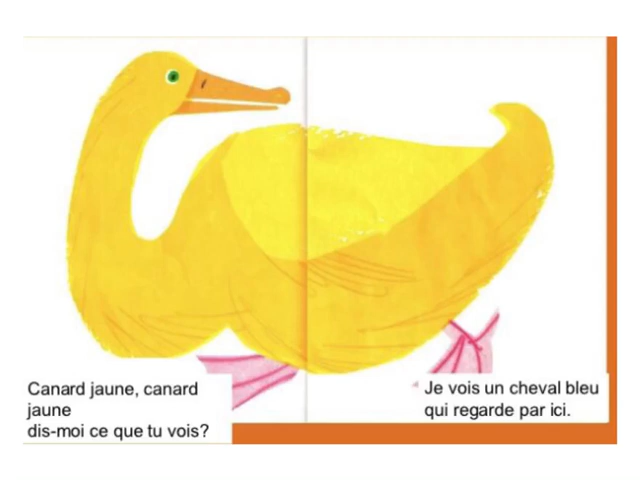 Canard jaune, canard
jaune
dis-moi ce que tu vois?
Je vois un cheval bleu
qui regarde par ici.